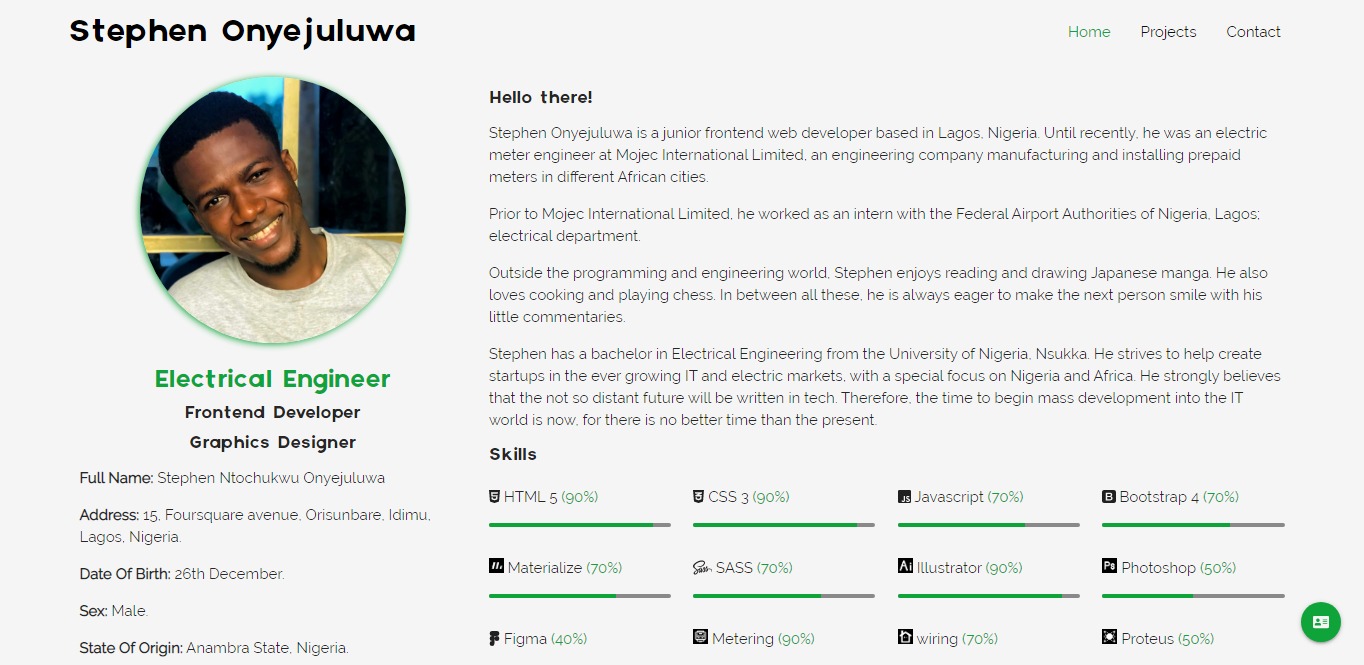 Stephen Onyejuluwa
Home Projects Contact
Electrical Engineer
Frontend Developer
Graphics Designer
Full Name: Stephen Ntochukwu Onyejuluwa
Address: 15, Foursquare avenue, Orisunbare, Idimu,
Lagos, Nigeria.
Date Of Birth: 26th December.
Sex: Male.
State Of Origin: Anambra State, Nigeria.
Hello there!
Stephen Onyejuluwa is a junior frontend web developer based in Lagos, Nigeria. Until recently, he was an electric
meter engineer at Mojec International Limited, an engineering company manufacturing and installing prepaid
meters in different African cities.
Prior to Mojec International Limited, he worked as an intern with the Federal Airport Authorities of Nigeria, Lagos;
electrical department.
Outside the programming and engineering world, Stephen enjoys reading and drawing Japanese manga. He also
loves cooking and playing chess. In between all these, he is always eager to make the next person smile with his
little commentaries.
Stephen has a bachelor in Electrical Engineering from the University of Nigeria, Nsukka. He strives to help create
startups in the ever growing IT and electric markets, with a special focus on Nigeria and Africa. He strongly believes
that the not so distant future will be written in tech. Therefore, the time to begin mass development into the IT
world is now, for there is no better time than the present.
Skills
HTML 5 (90%) CSS 3 (90%) Javascript (70%) Bootstrap 4 (70%)
Materialize (70%) SASS (70%) Illustrator (90%) Photoshop (50%)
Figma (40%) Metering (90%) wiring (70%) Proteus (50%)